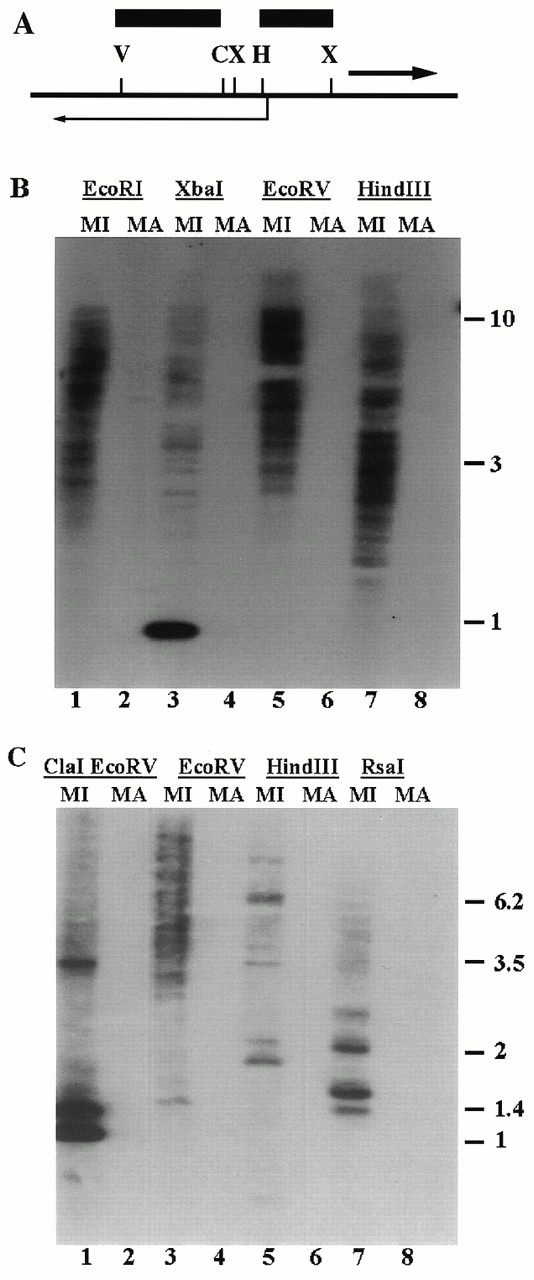 A
V CX H X
B
EcoRI XbaI EcoRV HindIII
MI MA MI MA MI MA MI MA
10
3
1
1 2 3 4 5 6 7 8
C
ClaI EcoRV EcoRV HindIII RsaI
MI MA MI MA MI MA MI MA
6.2
3.5
2
1.4
1
1 2 3 4 5 6 7 8